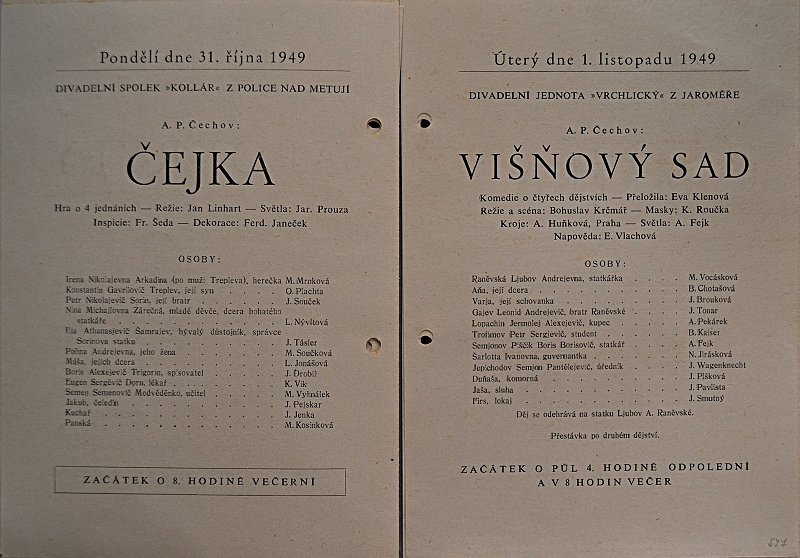 Pondělí dne 31. října 1949
DIVADELNÍ SPOLEK »KOLLÁR« Z POLICE NAD METUJÍ
A. P. Čechov:
ČEJKA
Hra o 4 jednáních — Režie: Jan Linhart — Světla: Jar. Prouza
Inspicie: Fr. Šeda — Dekorace: Ferd. Janeček
OSOBY:
Irena Nikolajevna Arkadina (po muži: Trepleva), herečka M. Mrnková
Konstantin Gavrilovič Treplev, její syn . . . . . O. Plachta
Petr Nikolajevič Sorin, její bratr . . . . . . . J. Souček
Nina Michajlovna Zárečná, mladé děvče, dcera bohatého
statkáře . . . . . . . . . . . . L. Nývltová
Ilja Athanasjevič Šamrajev, bývalý důstojník, správce
Sorinova statku . . . . . . . . . . J. Tásler
Polina Andrejevna, jeho žena . . . . . . . . M. Součková
Máša, jejich dcera . . . . . . . . . . L. Jonášová
Boris Alexejevič Trigorin, spisovatel . . . . . . J. Drobil
Eugen Sergěvič Dorn, lékař . . . . . . . . K. Vik
Semen Semenovič Medvěděnko, učitel . . . . . . M. Vyhnálek
Jakub, čeledín . . . . . . . . . . . J. Pejskar
Kuchař . . . . . . . . . . . . . J. Jenka
Panská . . . . . . . . . . . . . M. Kosinková
ZAČÁTEK O 8. HODINĚ VEČERNÍ
Úterý dne 1. listopadu 1949
DIVADELNÍ JEDNOTA »VRCHLICKÝ« Z JAROMĚŘE
A. P. Čechov:
VIŠŇOVÝ SAD
Komedie o čtyřech dějstvích — Přeložila: Eva Klenová
Režie a scéna: Bohuslav Krčmář — Masky: K. Roučka
Kroje: A. Huňková, Praha — Světla: A. Fejk
Napověda: E. Vlachová
OSOBY:
Raněvská Ljubov Andrejevna, statkářka . . . . M. Vocásková
Aňa, její dcera . . . . . . . . . . B. Chotašová
Varja, její schovanka . . . . . . . . J. Brouková
Gajev Leonid Andrejevič, bratr Raněvské . . . . J. Tonar
Lopachin Jermolej Alexejevič, kupec . . . . . A. Pekárek
Trofimov Petr Sergjevič, student . . . . . . B. Kaiser
Semjonov Piščik Boris Borisovič, statkář . . . . A. Fejk
Šarlotta Ivanovna, guvernantka . . . . . . N. Jirásková
Jepichodov Semjon Pantělejevič, úředník . . . . J. Wagenknecht
Duňaša, komorná . . . . . . . . . J. Plšková
Jaša, sluha . . . . . . . . . . . J. Pavlista
Firs, lokaj . . . . . . . . . . . J. Smutný
Děj se odehrává na statku Ljubov A. Raněvské.
Přestávka po druhém dějství.
ZAČÁTEK O PŮL 4. HODINĚ ODPOLEDNÍ
A V 8 HODIN VEČER